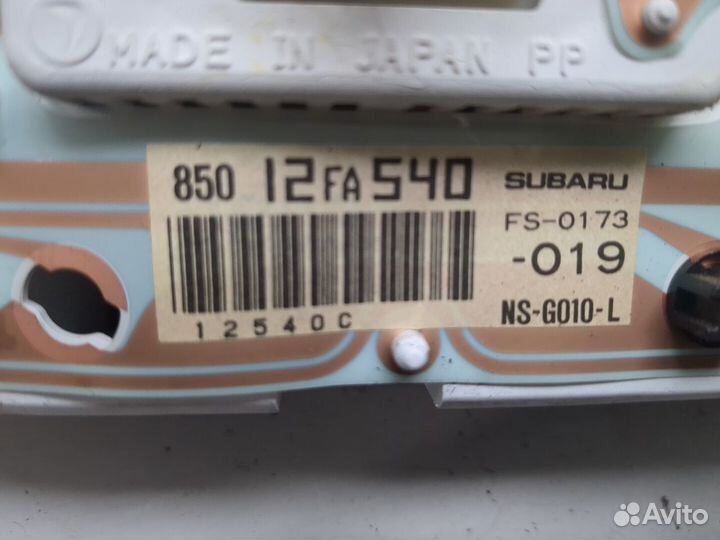 MADE IN JAPAN PP
850 12FA540
SUBARU
FS-0173
-019
12540C
NS-G010-L
Avito